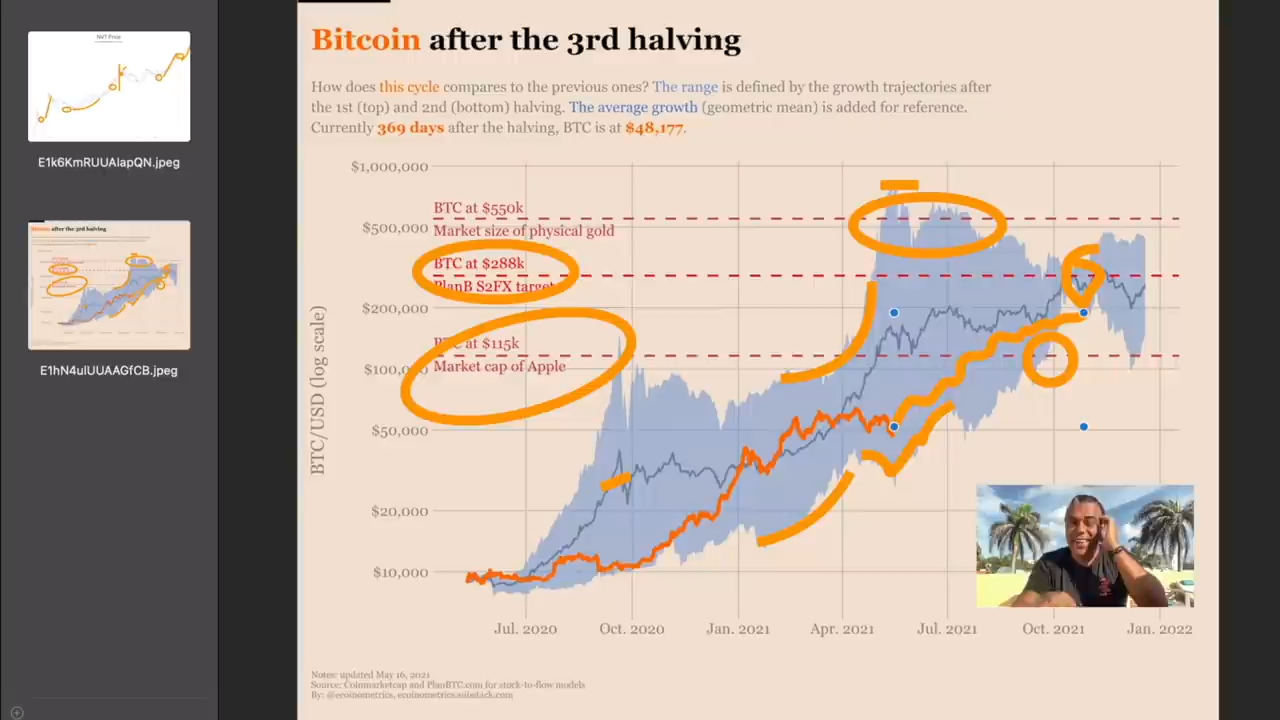 NVT Price
E1k6KmRUUAIapQN.jpeg
E1hN4ulUUAAGfCB.jpeg
Bitcoin after the 3rd halving
How does this cycle compares to the previous ones? The range is defined by the growth trajectories after
the 1st (top) and 2nd (bottom) halving. The average growth (geometric mean) is added for reference.
Currently 369 days after the halving, BTC is at $48,177.
BTC/USD (log scale)
$1,000,000
$500,000
$200,000
$100,000
$50,000
$20,000
$10,000
BTC at $550k
Market size of physical gold
BTC at $288k
PlanB S2FX target
BTC at $115k
Market cap of Apple
Jul. 2020
Oct. 2020
Jan. 2021
Apr. 2021
Jul. 2021
Oct. 2021
Jan. 2022
Notes: updated May 16, 2021
Source: Coinmarketcap and PlanBTC.com for stock-to-flow models
By: @ecoinometrics, ecoinometrics.substack.com